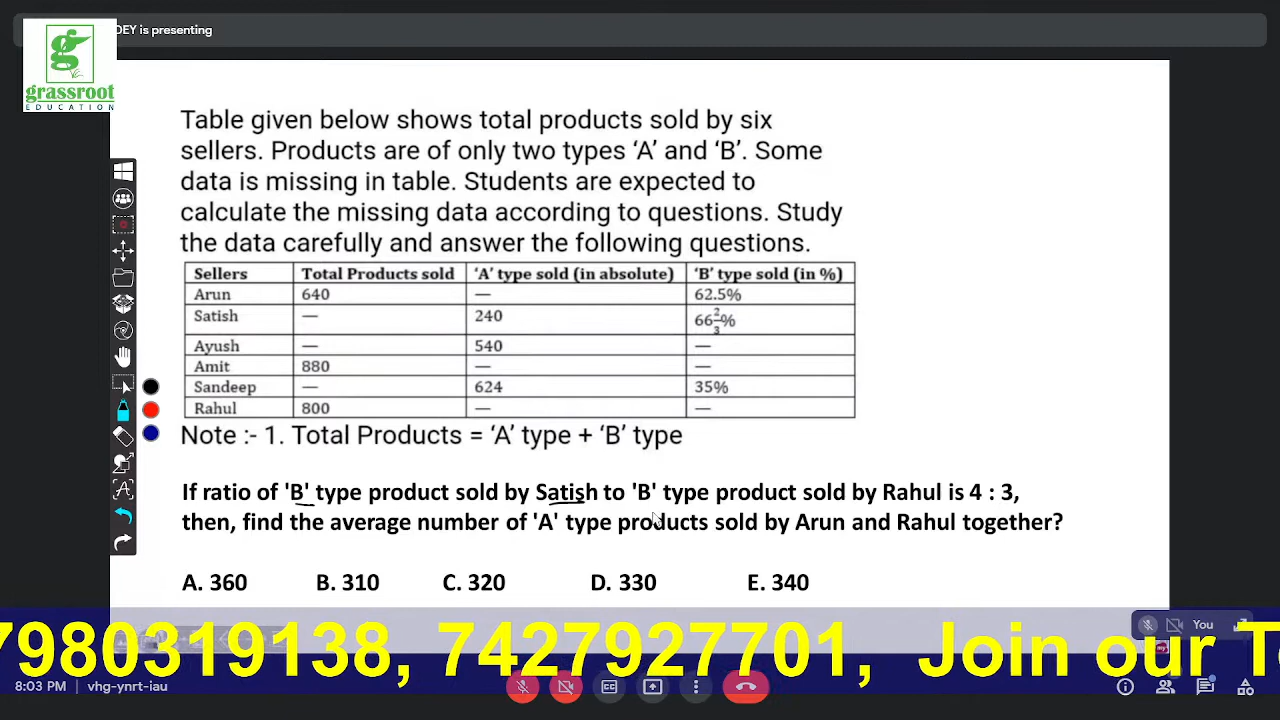 DEY is presenting
g
grassroot
EDUCATION
Table given below shows total products sold by six
sellers. Products are of only two types ‘A’ and ‘B’. Some
data is missing in table. Students are expected to
calculate the missing data according to questions. Study
the data carefully and answer the following questions.
Sellers Total Products sold ‘A’ type sold (in absolute) ‘B’ type sold (in %)
Arun 640 — 62.5%
Satish — 240 66 2/3%
Ayush — 540 —
Amit 880 — —
Sandeep — 624 35%
Rahul 800 — —
Note :- 1. Total Products = ‘A’ type + ‘B’ type
If ratio of 'B' type product sold by Satish to 'B' type product sold by Rahul is 4 : 3,
then, find the average number of 'A' type products sold by Arun and Rahul together?
A. 360 B. 310 C. 320 D. 330 E. 340
You
7980319138, 7427927701, Join our T
8:03 PM vhg-ynrt-iau